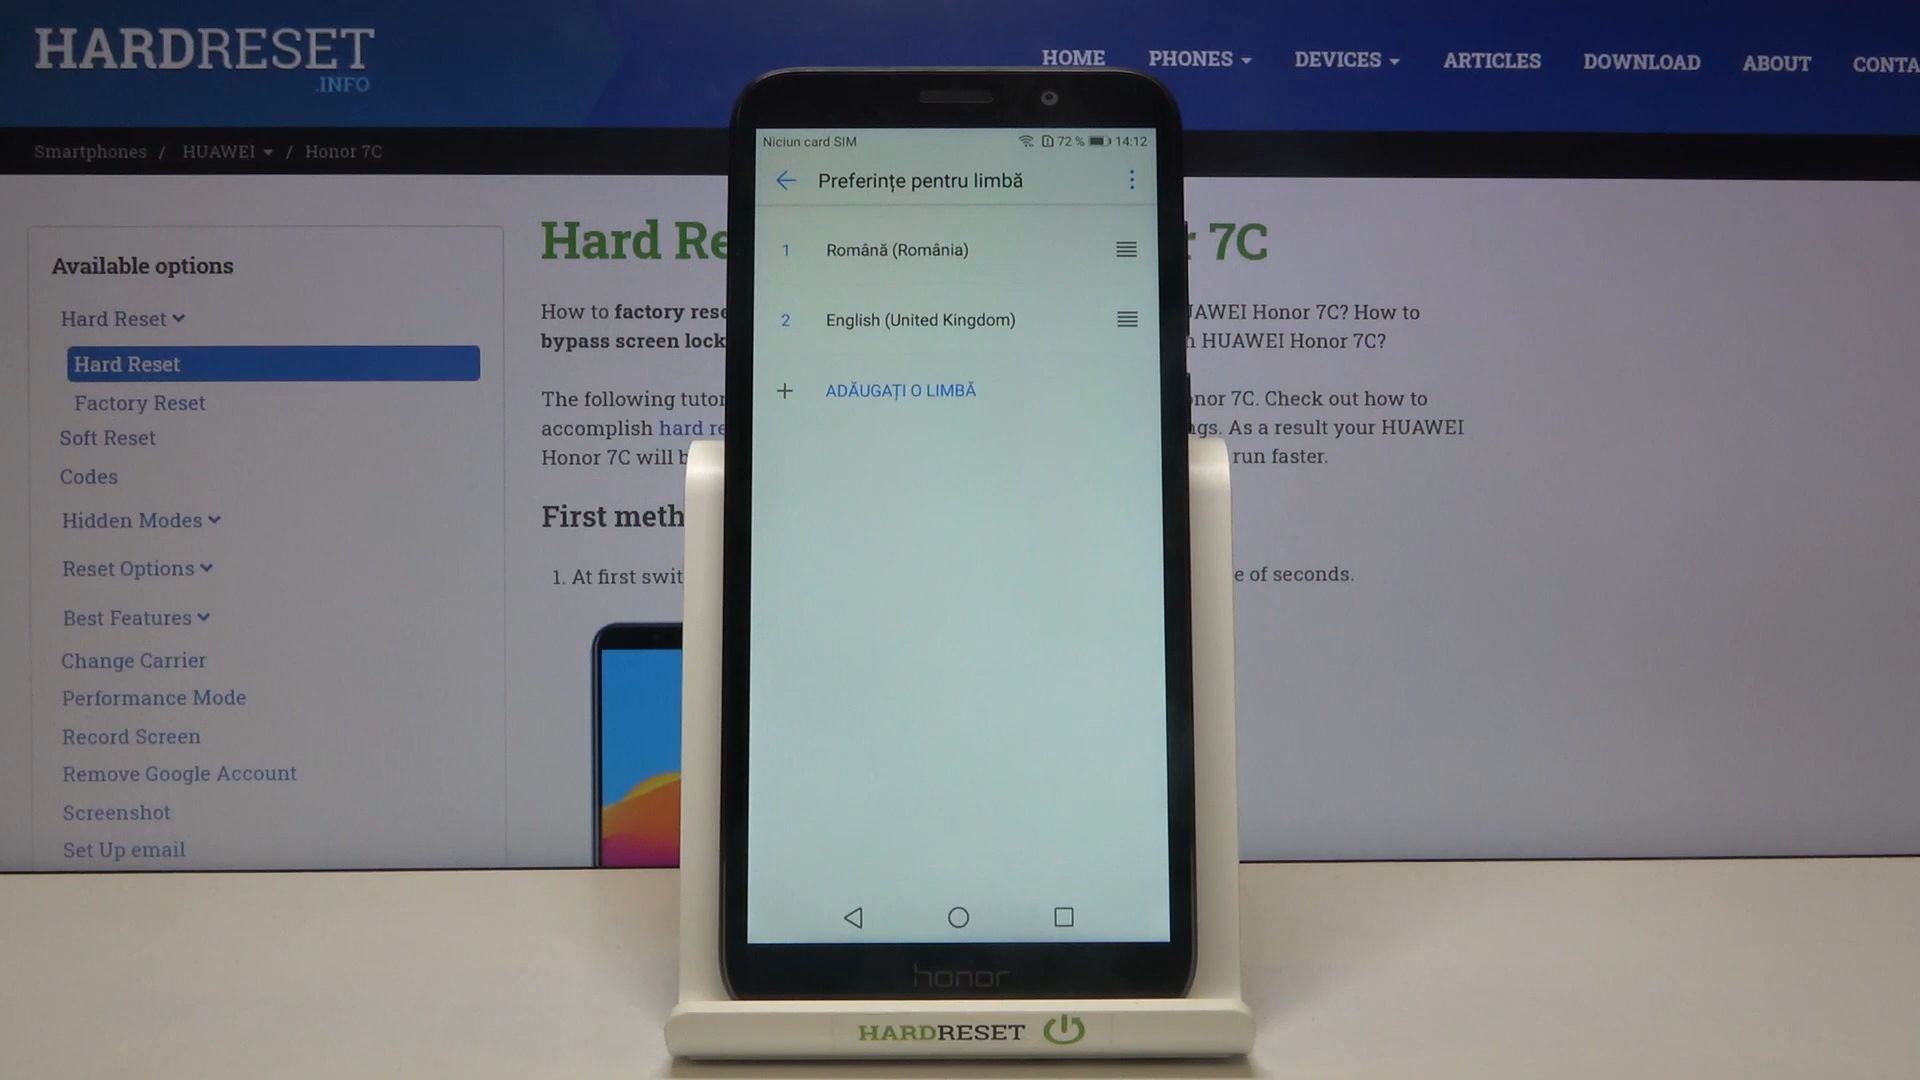 HARDRESET
.INFO
HOME PHONES DEVICES ARTICLES DOWNLOAD ABOUT CONTA
Smartphones / HUAWEI / Honor 7C
Available options
Hard Reset
Hard Reset
Factory Reset
Soft Reset
Codes
Hidden Modes
Reset Options
Best Features
Change Carrier
Performance Mode
Record Screen
Remove Google Account
Screenshot
Set Up email
Hard Re 7C
How to factory rese UAWEI Honor 7C? How to
bypass screen lock HUAWEI Honor 7C?
The following tutor onor 7C. Check out how to
accomplish hard re ngs. As a result your HUAWEI
Honor 7C will b run faster.
First meth
1. At first swit e of seconds.
Niciun card SIM 72 % 14:12
Preferințe pentru limbă
1 Română (România)
2 English (United Kingdom)
+ ADĂUGAȚI O LIMBĂ
honor
HARDRESET